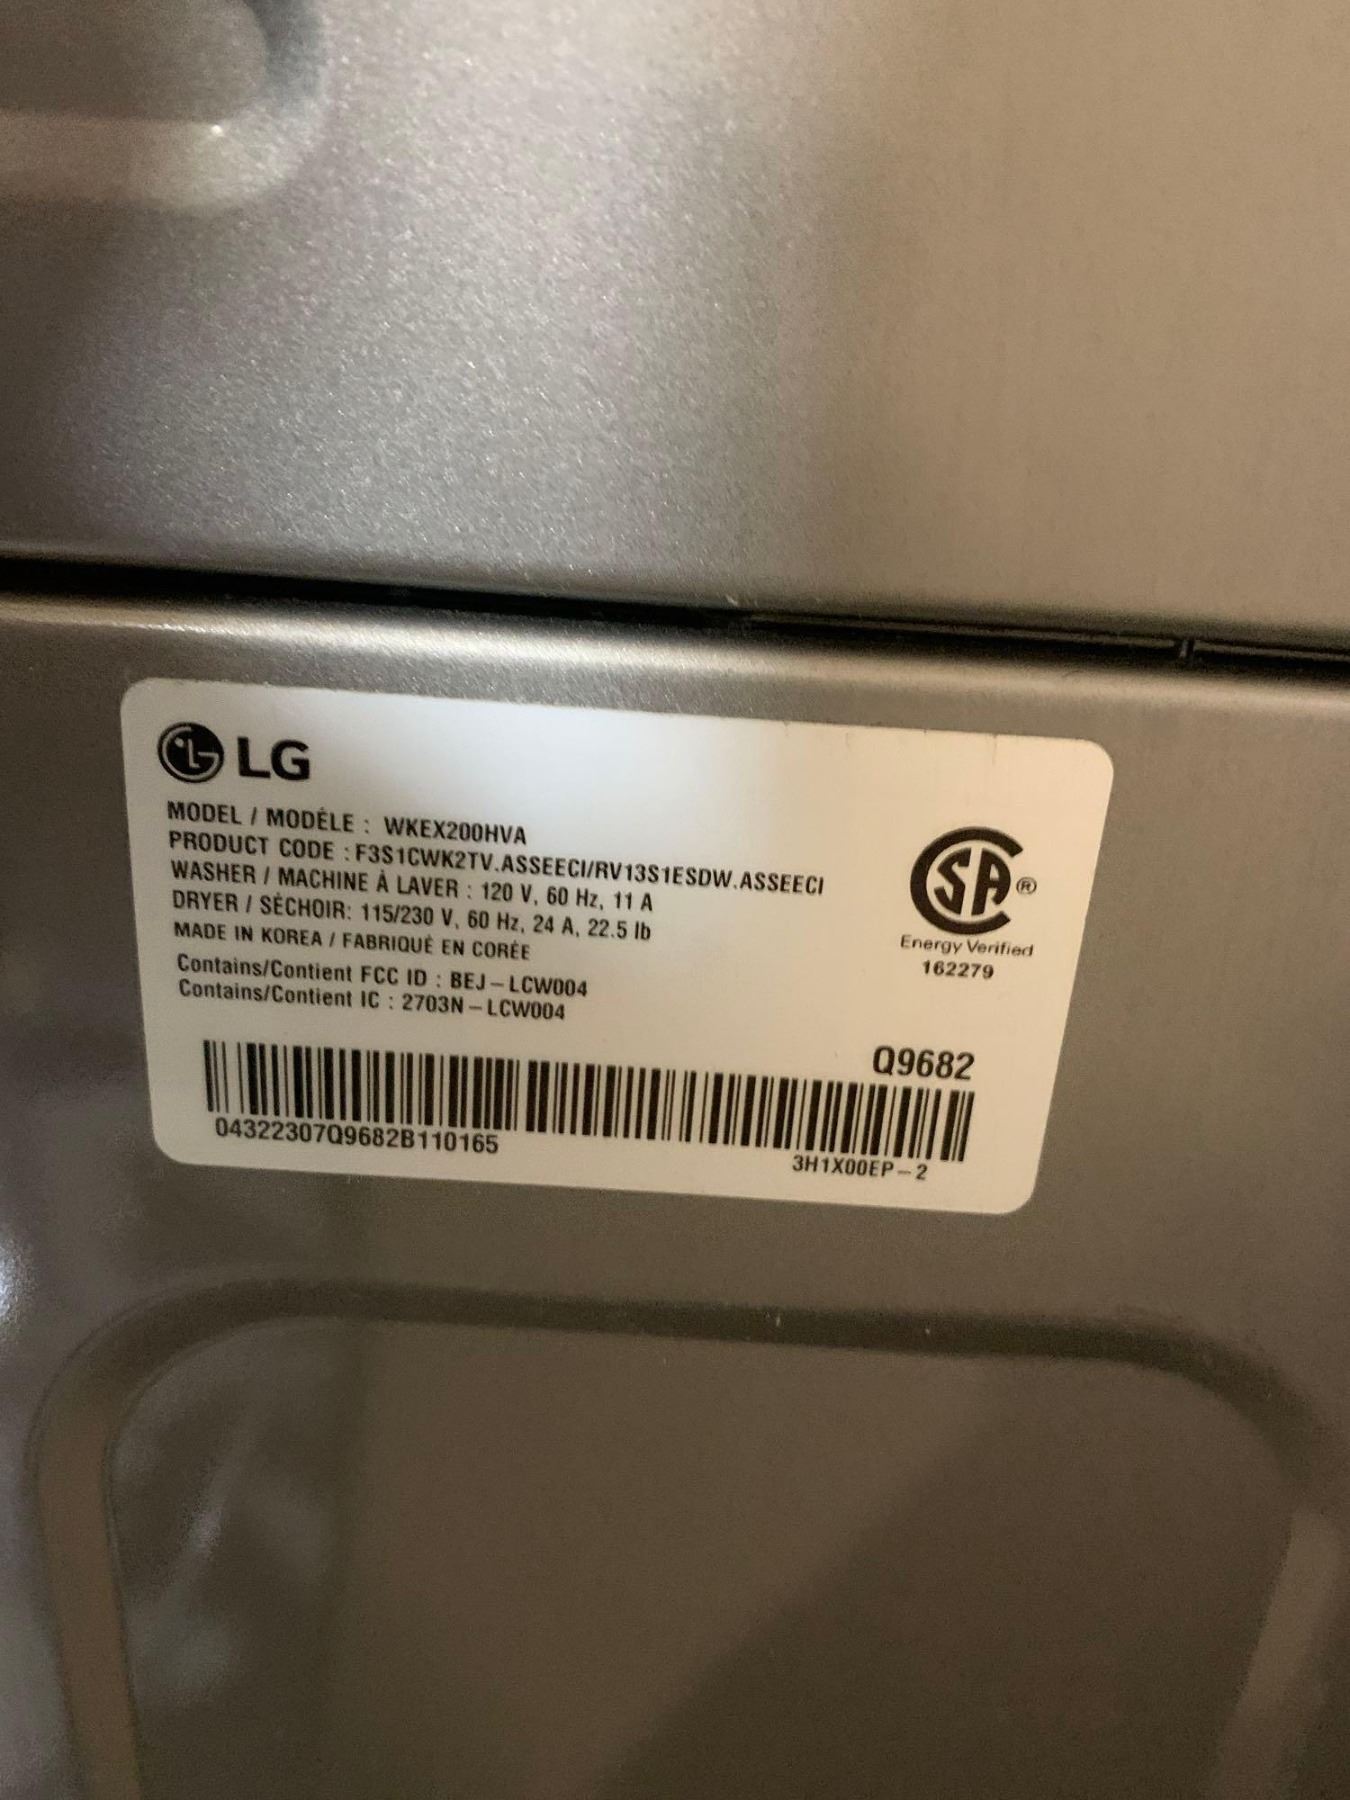 LG
MODEL / MODÈLE : WKEX200HVA
PRODUCT CODE : F3S1CWK2TV.ASSEECI/RV13S1ESDW.ASSEECI
WASHER / MACHINE À LAVER : 120 V, 60 Hz, 11 A
DRYER / SÉCHOIR: 115/230 V, 60 Hz, 24 A, 22.5 lb
MADE IN KOREA / FABRIQUÉ EN CORÉE
Contains/Contient FCC ID : BEJ-LCW004
Contains/Contient IC : 2703N-LCW004
CSA®
Energy Verified
162279
Q9682
04322307Q9682B110165
3H1X00EP-2